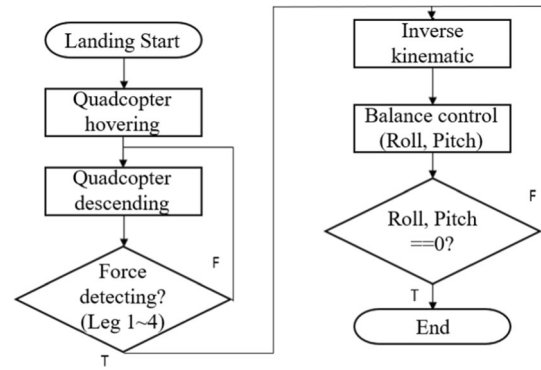 Landing Start
Quadcopter
hovering
Quadcopter
descending
Force
detecting?
(Leg 1~4)
F
T
Inverse
kinematic
Balance control
(Roll, Pitch)
Roll, Pitch
==0?
F
T
End